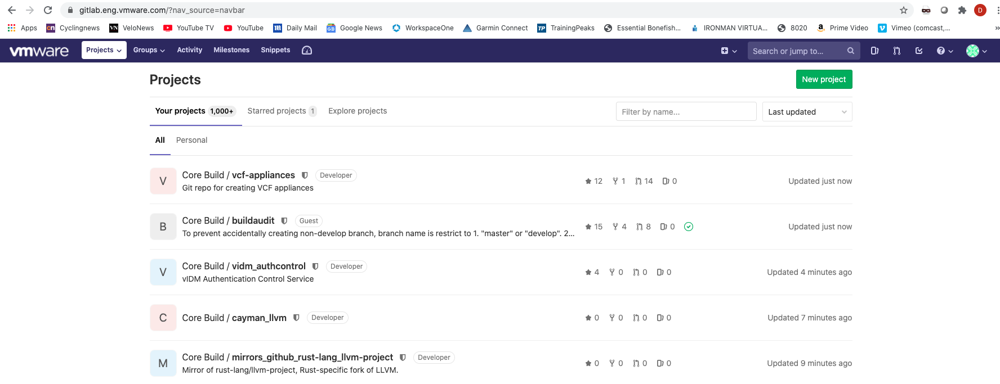 gitlab.eng.vmware.com/?nav_source=navbar
D
Apps cn Cyclingnews VN VeloNews YouTube TV YouTube m Daily Mail Google News WorkspaceOne Garmin Connect TP TrainingPeaks Essential Bonefish... IRONMAN VIRTUA... 8020 a Prime Video v Vimeo (comcast,... »
vmware Projects Groups Activity Milestones Snippets Search or jump to...
Projects New project
Your projects 1,000+ Starred projects 1 Explore projects Filter by name... Last updated
All Personal
V Core Build / vcf-appliances Developer 12 1 14 0 Updated just now
Git repo for creating VCF appliances
B Core Build / buildaudit Guest 15 4 8 0 Updated just now
To prevent accidentally creating non-develop branch, branch name is restrict to 1. "master" or "develop". 2...
V Core Build / vidm_authcontrol Developer 4 0 0 0 Updated 4 minutes ago
vIDM Authentication Control Service
C Core Build / cayman_llvm Developer 0 0 0 0 Updated 7 minutes ago
M Core Build / mirrors_github_rust-lang_llvm-project Developer 0 0 0 0 Updated 9 minutes ago
Mirror of rust-lang/llvm-project, Rust-specific fork of LLVM.